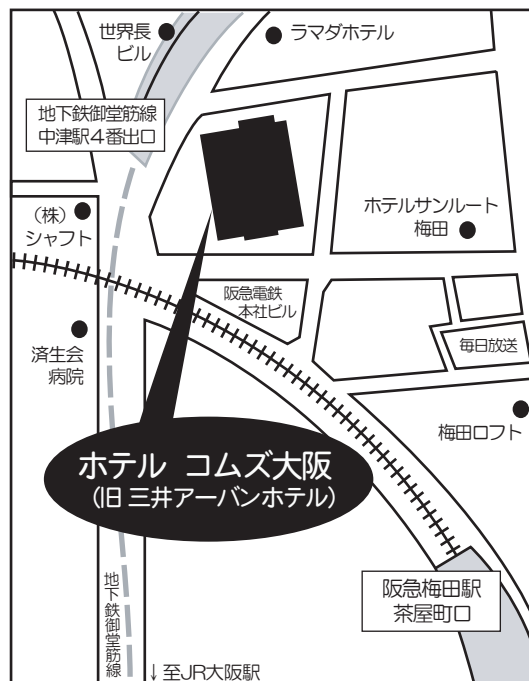 世界長
ビル
ラマダホテル
地下鉄御堂筋線
中津駅4番出口
(株)
シャフト
ホテルサンルート
梅田
阪急電鉄
本社ビル
済生会
病院
毎日放送
梅田ロフト
ホテル コムズ大阪
(旧 三井アーバンホテル)
阪急梅田駅
茶屋町口
地下鉄御堂筋線
↓至JR大阪駅